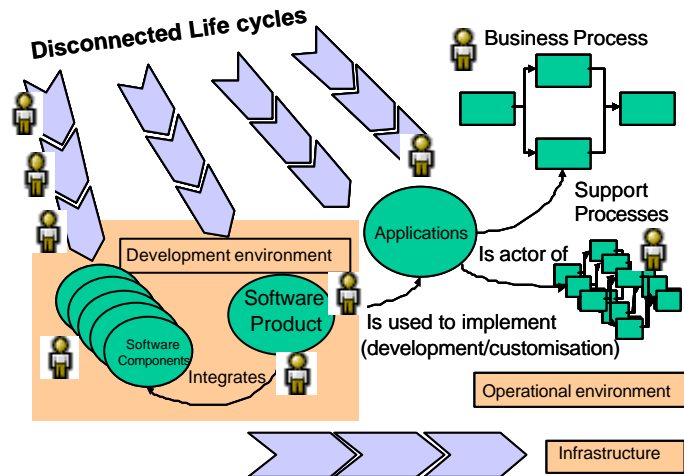 Disconnected Life cycles
Business Process
Support
Processes
Applications
Is actor of
Development environment
Software
Product
Software
Components
Integrates
Is used to implement
(development/customisation)
Operational environment
Infrastructure